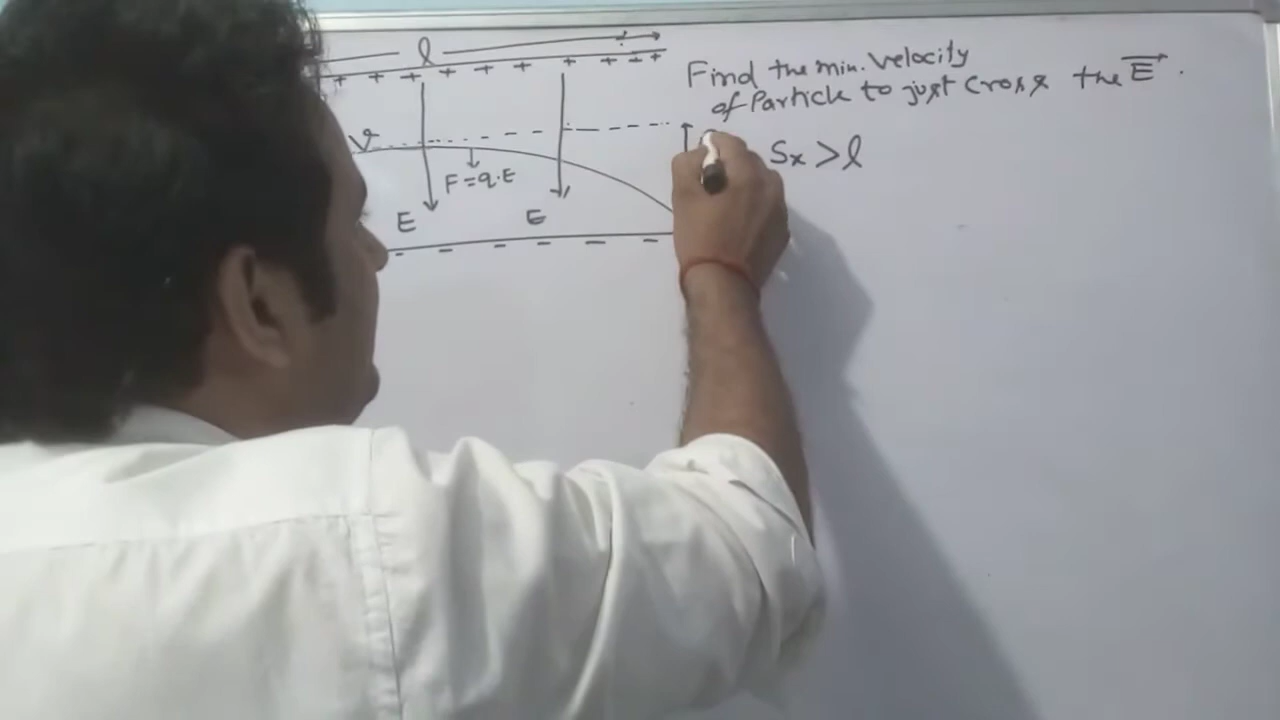 l
+ + + + + + + + + +
Find the min. Velocity
of Particle to just Cross the E
V
Sx > l
F = q.E
E E
- - - - - -